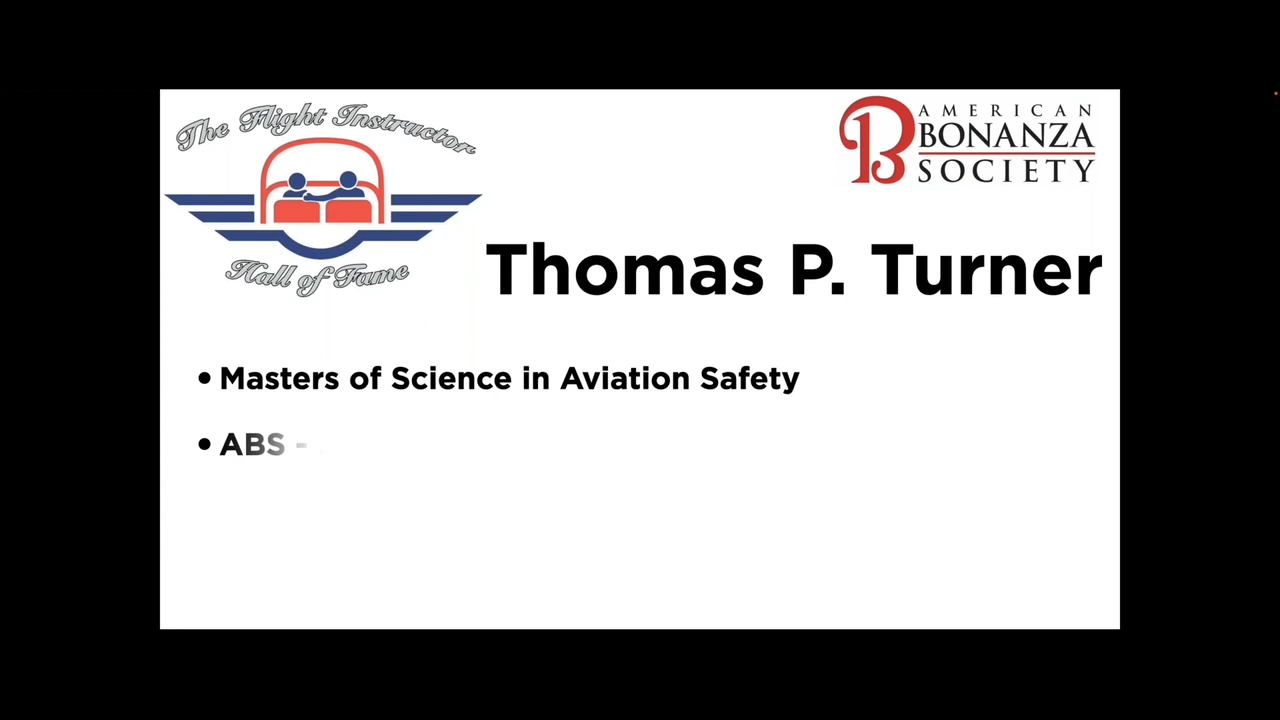 The Flight Instructor
Hall of Fame
AMERICAN
BONANZA
SOCIETY
Thomas P. Turner
• Masters of Science in Aviation Safety
• ABS -